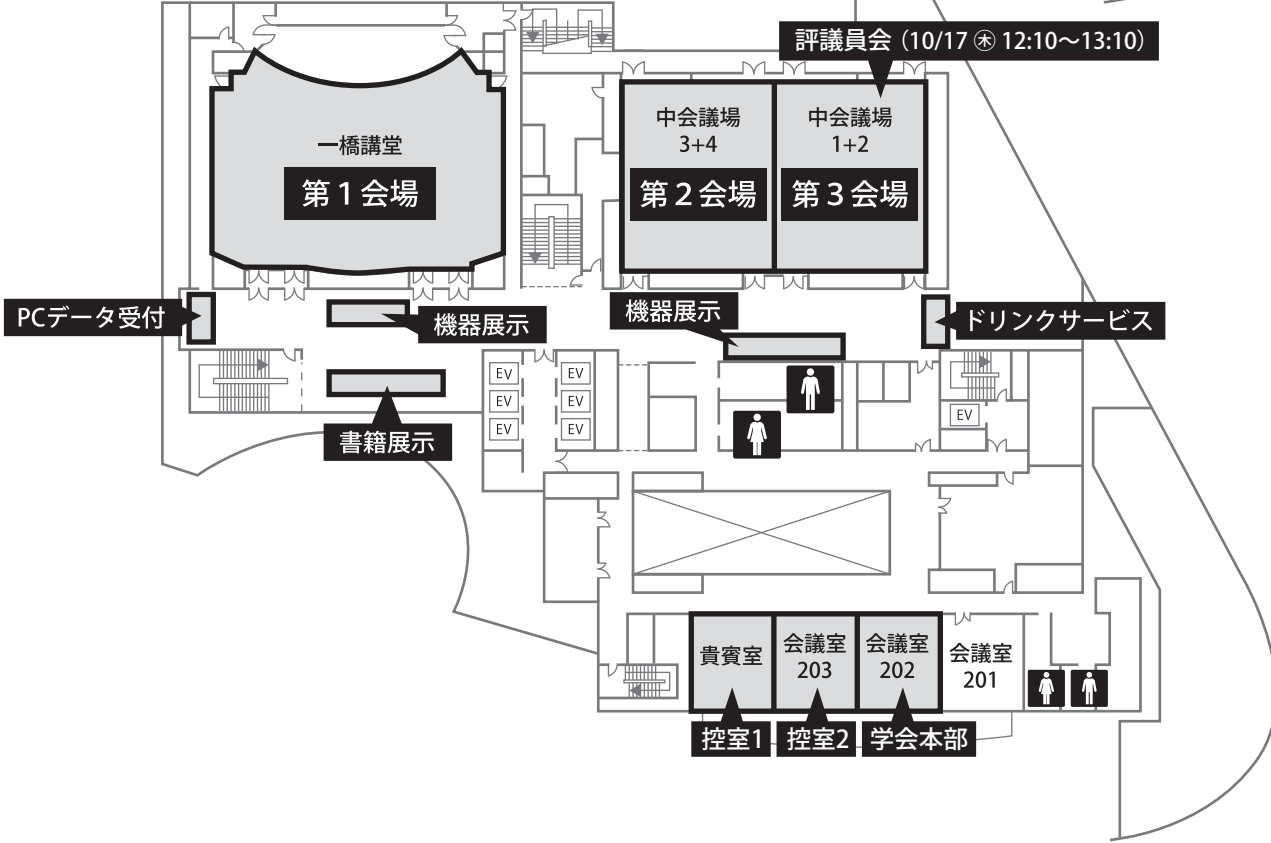 評議員会（10/17 ㊍ 12:10〜13:10）
一橋講堂
第１会場
中会議場
3+4
第２会場
中会議場
1+2
第３会場
PCデータ受付
機器展示
機器展示
ドリンクサービス
書籍展示
EV
EV
EV
EV
EV
EV
EV
貴賓室
会議室
203
会議室
202
会議室
201
控室1
控室2
学会本部